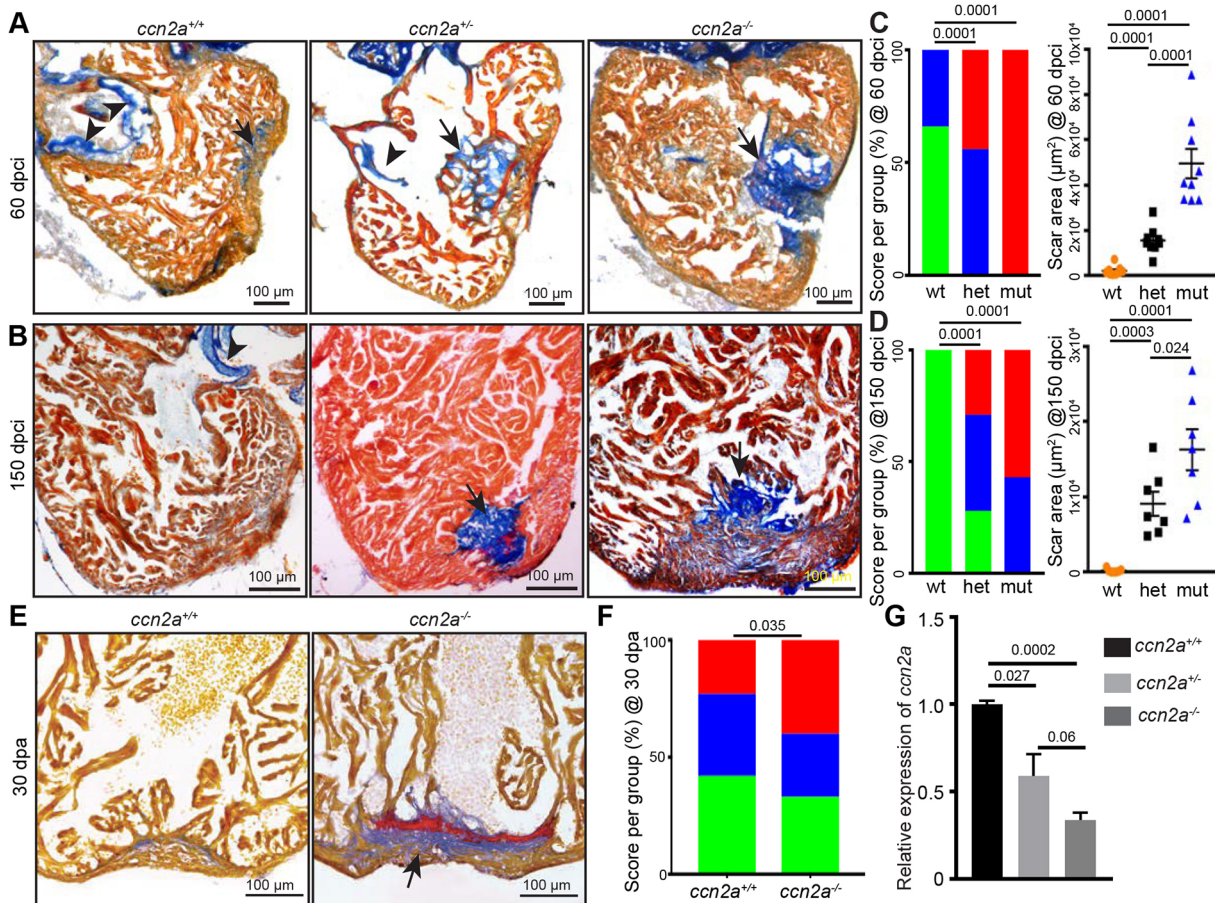 A
ccn2a+/+
ccn2a+/-
ccn2a-/-
60 dpci
100 µm
100 µm
100 µm
B
150 dpci
100 µm
100 µm
100 µm
C
0.0001
0.0001
Score per group (%) @ 60 dpci
100
50
0
wt het mut
0.0001
0.0001
0.0001
Scar area (µm²) @ 60 dpci
10x10⁴
8x10⁴
6x10⁴
4x10⁴
2x10⁴
0
wt het mut
D
0.0001
0.0001
Score per group (%) @150 dpci
100
50
0
wt het mut
0.0001
0.0003
0.024
Scar area (µm²) @150 dpci
3x10⁴
2x10⁴
1x10⁴
0
wt het mut
E
ccn2a+/+
ccn2a-/-
30 dpa
100 µm
100 µm
F
0.035
Score per group (%) @ 30 dpa
100
50
0
ccn2a+/+ ccn2a-/-
G
0.0002
0.027
0.06
Relative expression of ccn2a
1.5
1.0
0.5
0
ccn2a+/+
ccn2a+/-
ccn2a-/-